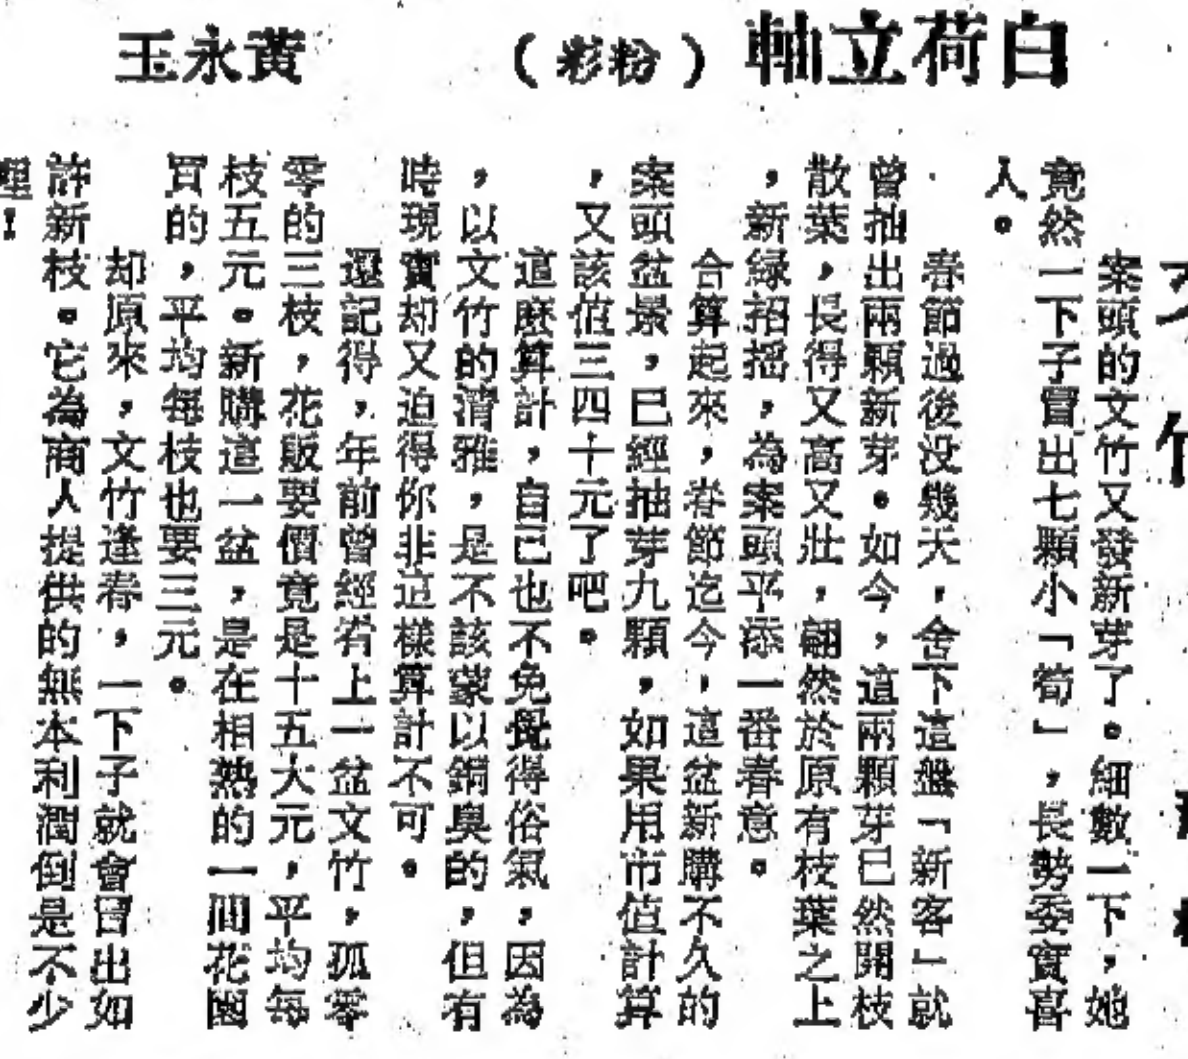 白荷立軸（粉彩）　黄永玉
案頭的文竹又發新芽了。細數一下，她
竟然一下子冒出七顆小「筍」，長勢委實喜
人。
春節過後没幾天，舍下這盤「新客」就
曾抽出兩顆新芽。如今，這兩顆芽已然開枝
散葉，長得又高又壯，翩然於原有枝葉之上
，新緑招摇，為案頭平添一番春意。
合算起來，春節迄今，這盆新購不久的
案頭盆景，已經抽芽九顆，如果用市值計算
，又該值三四十元了吧。
這麽算計，自己也不免覺得俗氣，因為
，以文竹的清雅，是不該蒙以銅臭的，但有
時現實却又迫得你非這樣算計不可。
還記得，年前曾經有上一盆文竹，孤零
零的三枝，花販要價竟是十五大元，平均每
枝五元。新購這一盆，是在相熟的一間花園
買的，平均每枝也要三元。
却原來，文竹逢春，一下子就會冒出如
許新枝。它為商人提供的無本利潤倒是不少
哩！